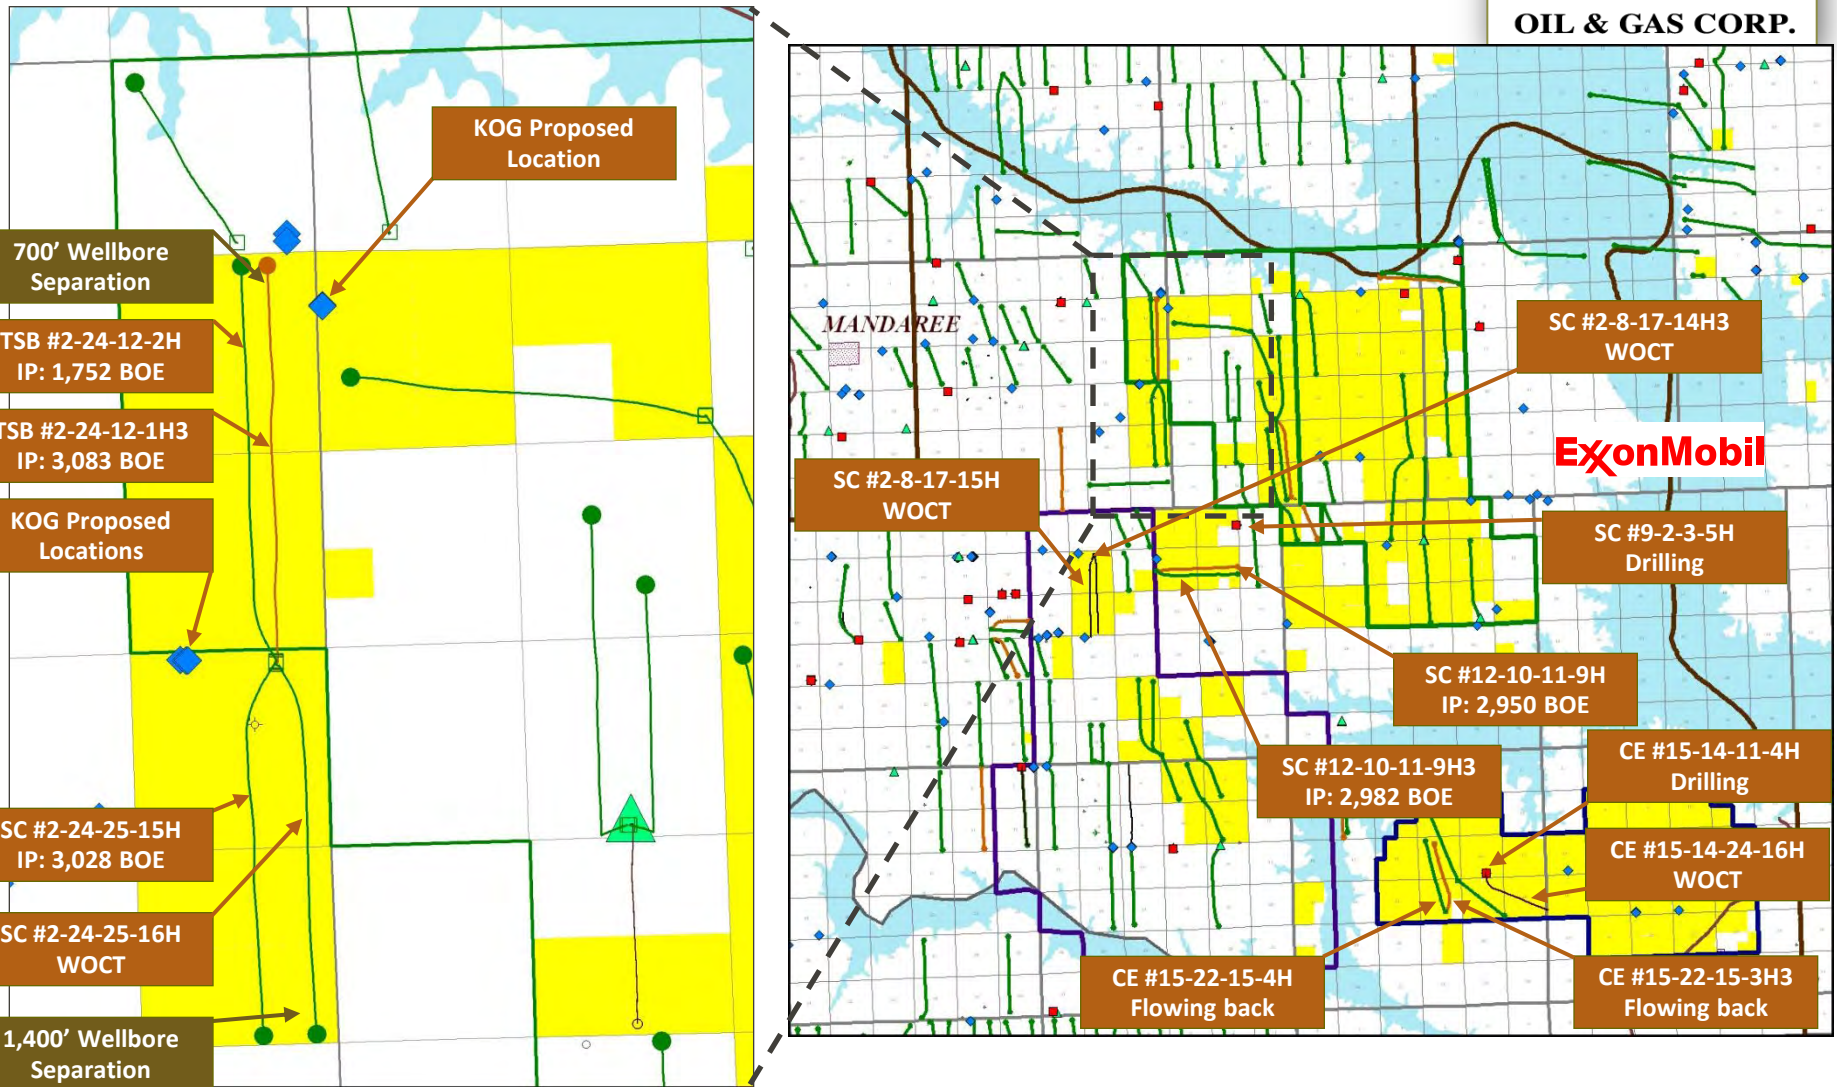 OIL & GAS CORP.
KOG Proposed
Location
700’ Wellbore
Separation
TSB #2-24-12-2H
IP: 1,752 BOE
TSB #2-24-12-1H3
IP: 3,083 BOE
KOG Proposed
Locations
SC #2-24-25-15H
IP: 3,028 BOE
SC #2-24-25-16H
WOCT
1,400’ Wellbore
Separation
MANDAREE
SC #2-8-17-14H3
WOCT
ExxonMobil
SC #2-8-17-15H
WOCT
SC #9-2-3-5H
Drilling
SC #12-10-11-9H
IP: 2,950 BOE
SC #12-10-11-9H3
IP: 2,982 BOE
CE #15-14-11-4H
Drilling
CE #15-14-24-16H
WOCT
CE #15-22-15-4H
Flowing back
CE #15-22-15-3H3
Flowing back